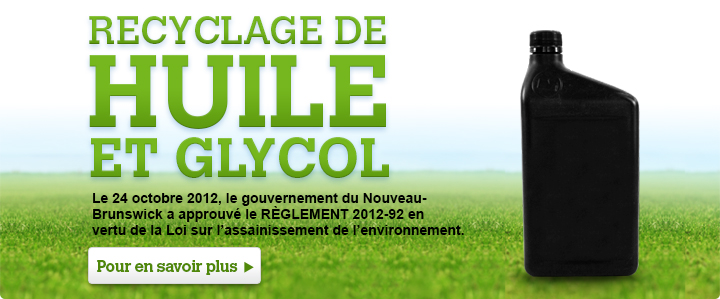 RECYCLAGE DE
HUILE
ET GLYCOL
Le 24 octobre 2012, le gouvernement du Nouveau-
Brunswick a approuvé le RÈGLEMENT 2012-92 en
vertu de la Loi sur l'assainissement de l'environnement.
Pour en savoir plus